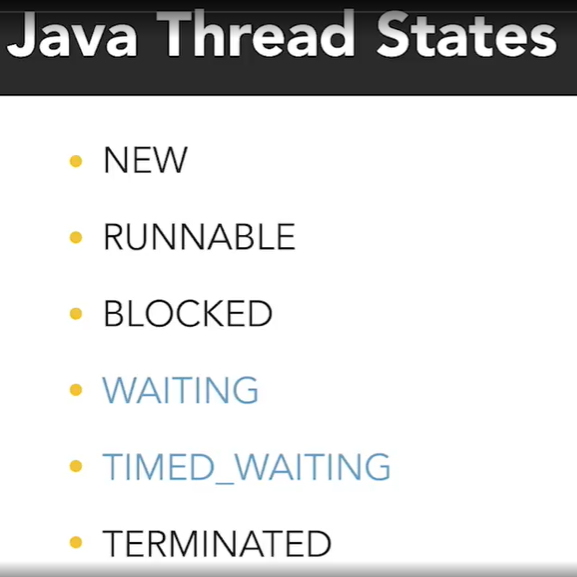 Java Thread States
NEW
RUNNABLE
BLOCKED
WAITING
TIMED_WAITING
TERMINATED